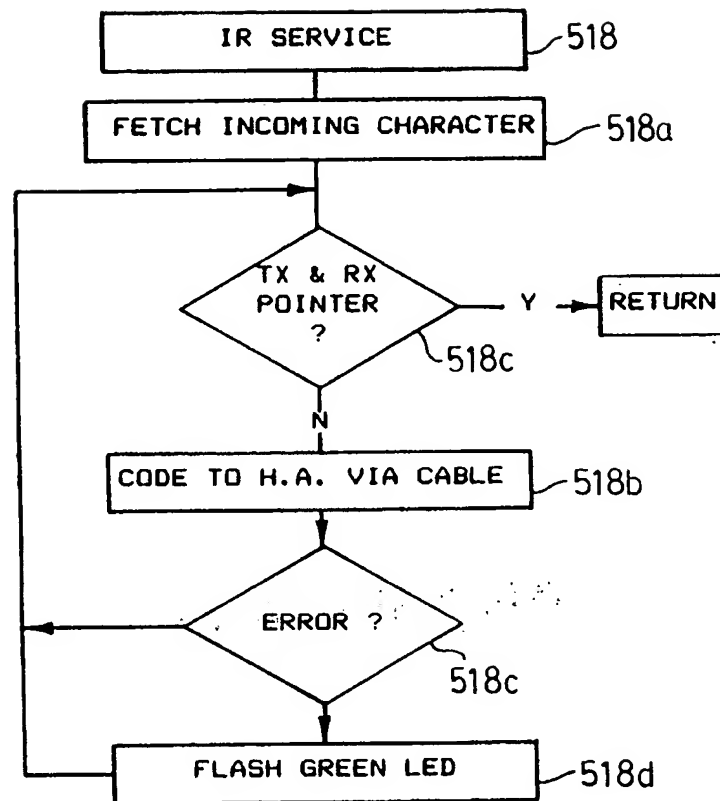 IR SERVICE
518
FETCH INCOMING CHARACTER
518a
TX & RX
POINTER
?
Y
RETURN
518c
N
CODE TO H.A. VIA CABLE
518b
ERROR ?
518c
FLASH GREEN LED
518d